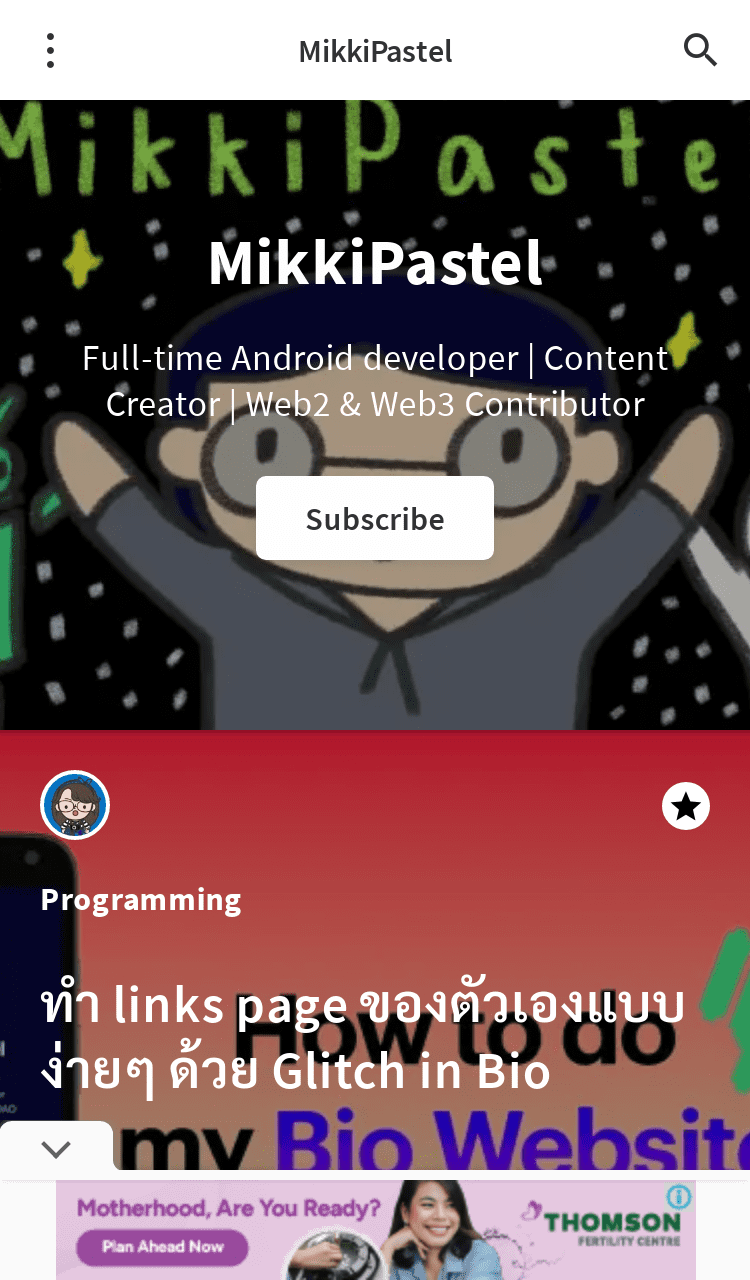 MikkiPastel
MikkiPaste
MikkiPastel
Full-time Android developer | Content
Creator | Web2 & Web3 Contributor
Subscribe
Programming
ทำ links page ของตัวเองแบบ
ง่ายๆ ด้วย Glitch in Bio
How to do
my Bio Website
Motherhood, Are You Ready?
Plan Ahead Now
THOMSON
FERTILITY CENTRE